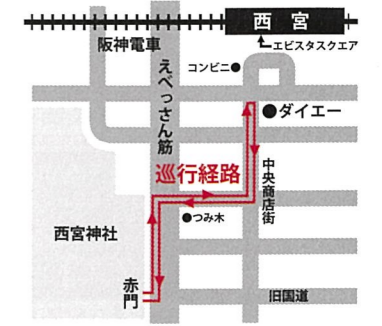 西宮
エビスタスクエア
阪神電車
コンビニ
えべっさん筋
ダイエー
巡行経路
中央商店街
つみ木
西宮神社
赤門
旧国道